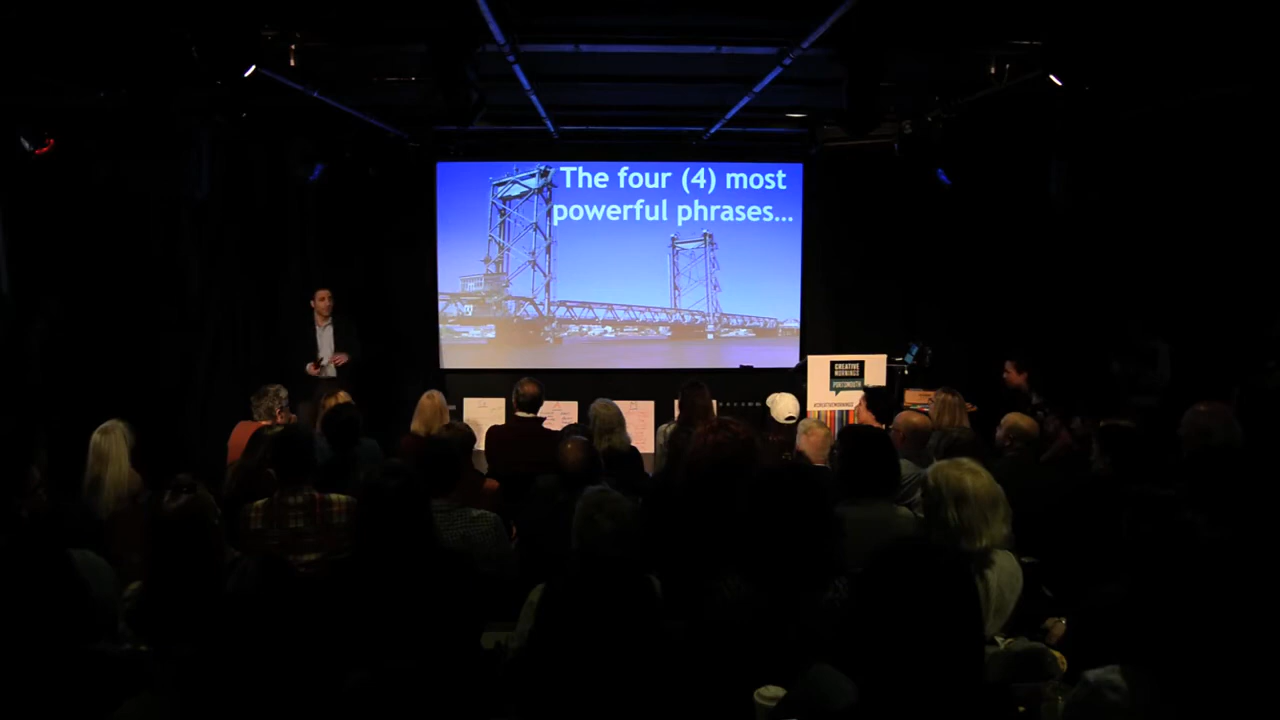 The four (4) most
powerful phrases...
CREATIVE
MORNINGS
PORTSMOUTH